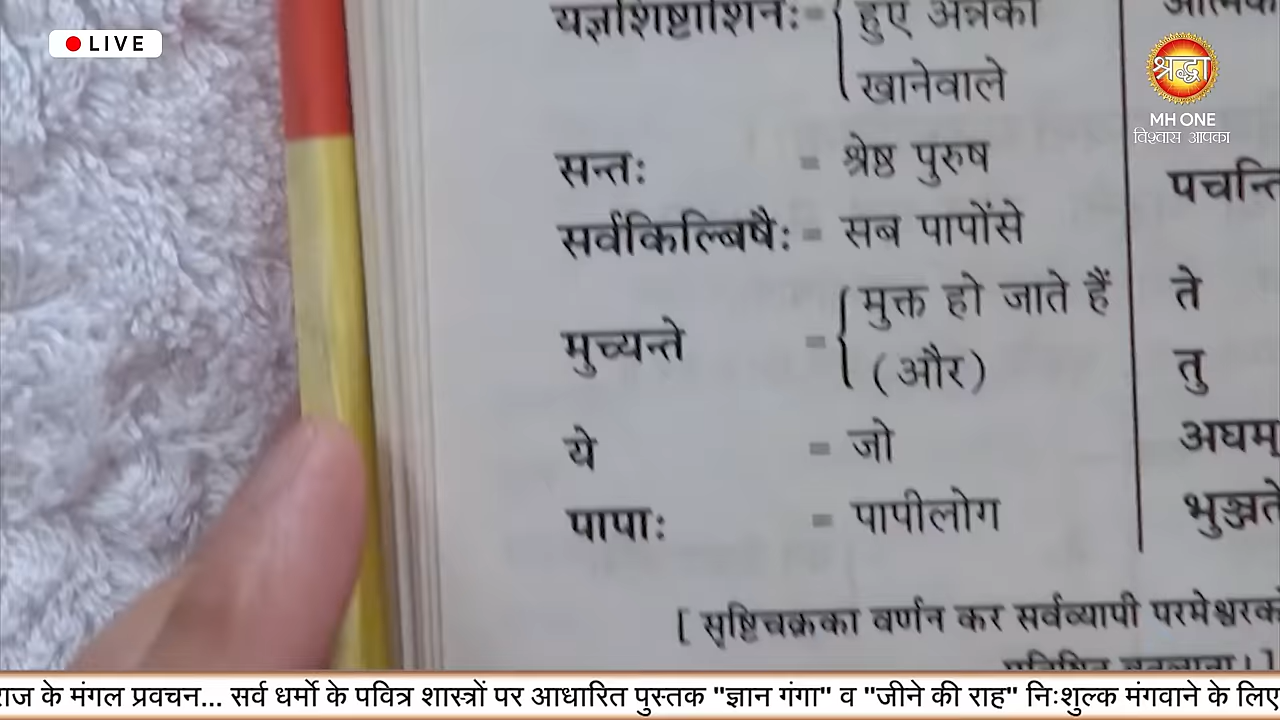 LIVE
श्रद्धा
MH ONE
विश्वास आपका
यज्ञशिष्टाशिनः = हुए अन्नको
खानेवाले
सन्तः = श्रेष्ठ पुरुष
सर्वकिल्बिषैः = सब पापोंसे
मुच्यन्ते = मुक्त हो जाते हैं
(और)
ये = जो
पापाः = पापीलोग
पचन्ति
ते
तु
अघम्
भुञ्जते
[ सृष्टिचक्रका वर्णन कर सर्वव्यापी परमेश्वरको
राज के मंगल प्रवचन... सर्व धर्मो के पवित्र शास्त्रों पर आधारित पुस्तक "ज्ञान गंगा" व "जीने की राह" निःशुल्क मंगवाने के लिए